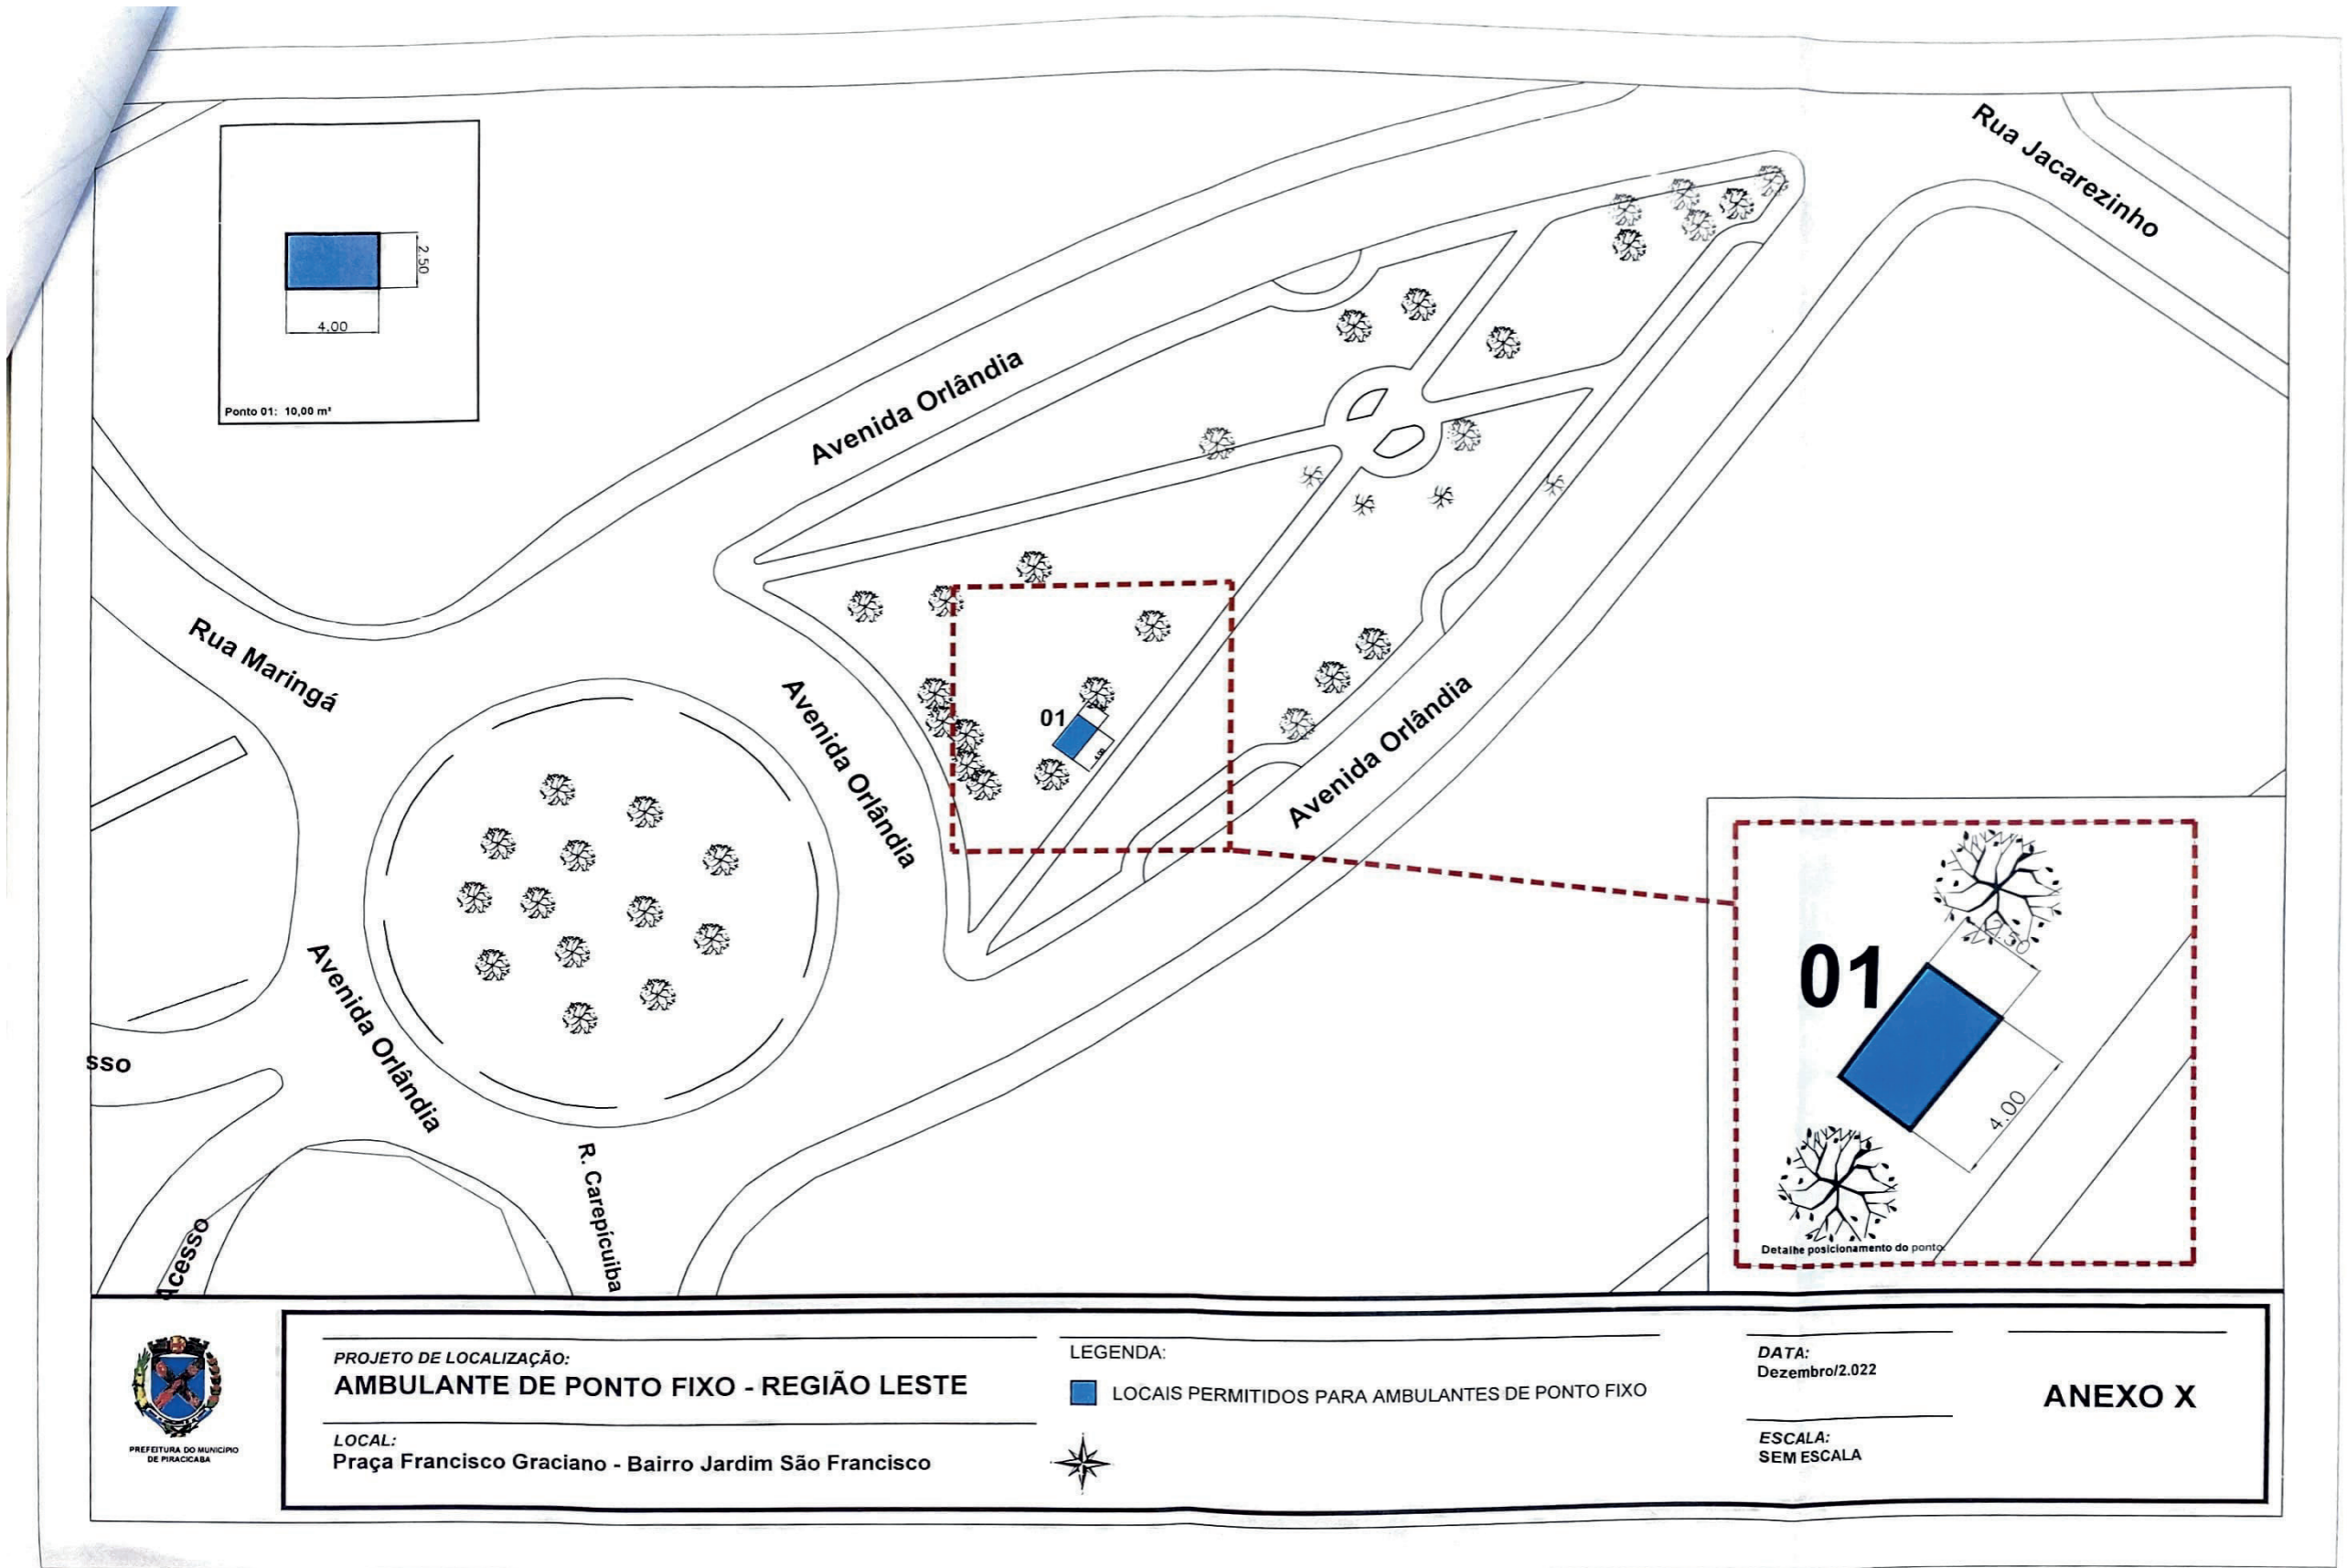 Rua Jacarezinho
2.50
4.00
Ponto 01: 10,00 m²
Avenida Orlândia
Rua Maringá
Avenida Orlândia
01
4.00
Avenida Orlândia
Avenida Orlândia
sso
R. Carepícuiba
Acesso
01
2.50
4.00
Detalhe posicionamento do ponto
PREFEITURA DO MUNICÍPIO
DE PIRACICABA
PROJETO DE LOCALIZAÇÃO:
AMBULANTE DE PONTO FIXO - REGIÃO LESTE
LOCAL:
Praça Francisco Graciano - Bairro Jardim São Francisco
LEGENDA:
LOCAIS PERMITIDOS PARA AMBULANTES DE PONTO FIXO
DATA:
Dezembro/2.022
ESCALA:
SEM ESCALA
ANEXO X